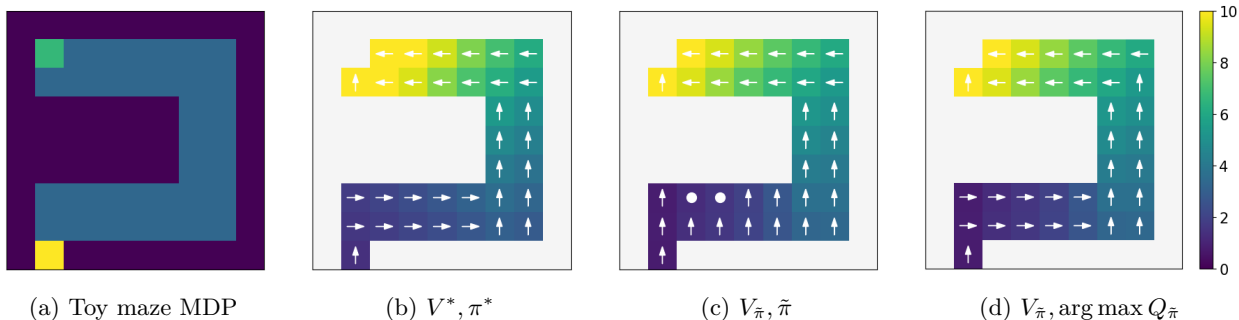 10
8
6
4
2
0
(a) Toy maze MDP
(b) V*, π*
(c) V_π̃, π̃
(d) V_π̃, arg max Q_π̃